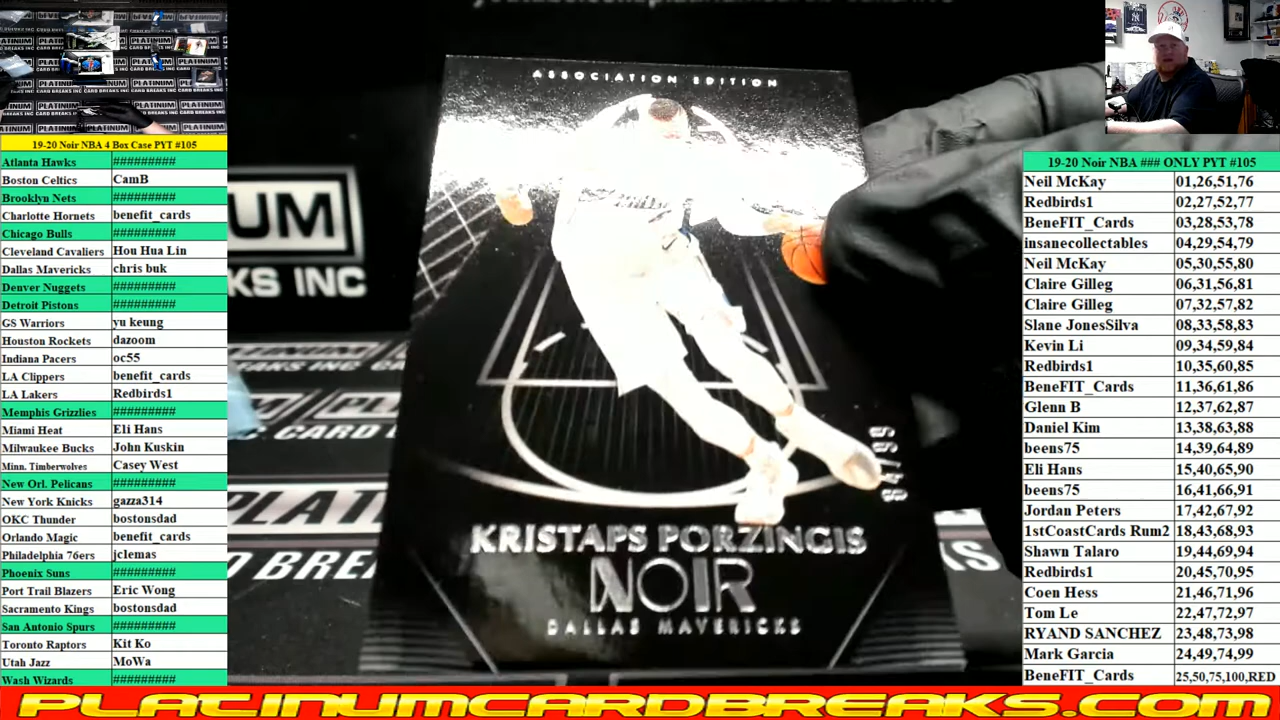 19-20 Noir NBA 4 Box Case PYT #105
Atlanta Hawks #########
Boston Celtics CamB
Brooklyn Nets #########
Charlotte Hornets benefit_cards
Chicago Bulls #########
Cleveland Cavaliers Hou Hua Lin
Dallas Mavericks chris buk
Denver Nuggets #########
Detroit Pistons #########
GS Warriors yu keung
Houston Rockets dazoom
Indiana Pacers oc55
LA Clippers benefit_cards
LA Lakers Redbirds1
Memphis Grizzlies #########
Miami Heat Eli Hans
Milwaukee Bucks John Kuskin
Minn. Timberwolves Casey West
New Orl. Pelicans #########
New York Knicks gazza314
OKC Thunder bostonsdad
Orlando Magic benefit_cards
Philadelphia 76ers jclemas
Phoenix Suns #########
Port Trail Blazers Eric Wong
Sacramento Kings bostonsdad
San Antonio Spurs #########
Toronto Raptors Kit Ko
Utah Jazz MoWa
Wash Wizards #########
ASSOCIATION EDITION
84/99
KRISTAPS PORZINGIS
NOIR
DALLAS MAVERICKS
19-20 Noir NBA ### ONLY PYT #105
Neil McKay 01,26,51,76
Redbirds1 02,27,52,77
BeneFIT_Cards 03,28,53,78
insanecollectables 04,29,54,79
Neil McKay 05,30,55,80
Claire Gilleg 06,31,56,81
Claire Gilleg 07,32,57,82
Slane JonesSilva 08,33,58,83
Kevin Li 09,34,59,84
Redbirds1 10,35,60,85
BeneFIT_Cards 11,36,61,86
Glenn B 12,37,62,87
Daniel Kim 13,38,63,88
beens75 14,39,64,89
Eli Hans 15,40,65,90
beens75 16,41,66,91
Jordan Peters 17,42,67,92
1stCoastCards Rum2 18,43,68,93
Shawn Talaro 19,44,69,94
Redbirds1 20,45,70,95
Coen Hess 21,46,71,96
Tom Le 22,47,72,97
RYAND SANCHEZ 23,48,73,98
Mark Garcia 24,49,74,99
BeneFIT_Cards 25,50,75,100,RED
PLATINUMCARDBREAKS.COM